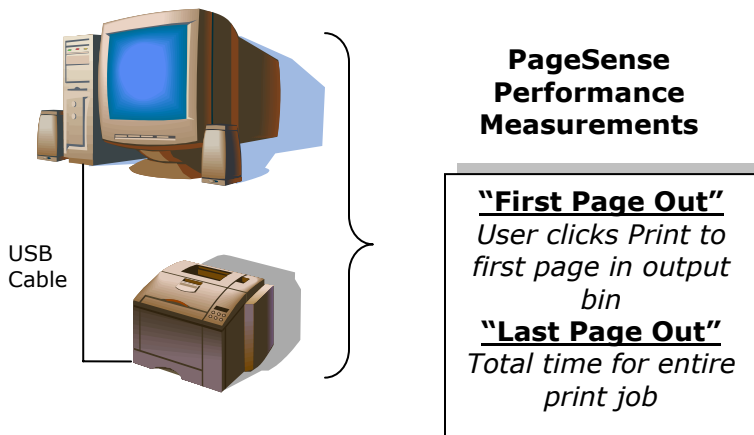 PageSense
Performance
Measurements
“First Page Out”
User clicks Print to
first page in output
bin
“Last Page Out”
Total time for entire
print job
USB
Cable